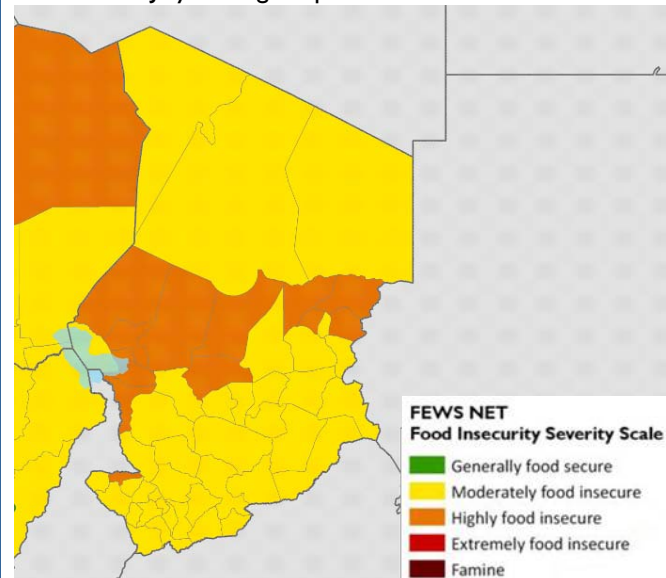 FEWS NET
Food Insecurity Severity Scale
Generally food secure
Moderately food insecure
Highly food insecure
Extremely food insecure
Famine